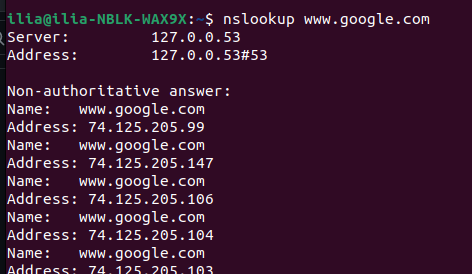 ilia@ilia-NBLK-WAX9X:~$ nslookup www.google.com
Server:		127.0.0.53
Address:	127.0.0.53#53
Non-authoritative answer:
Name:	www.google.com
Address: 74.125.205.99
Name:	www.google.com
Address: 74.125.205.147
Name:	www.google.com
Address: 74.125.205.106
Name:	www.google.com
Address: 74.125.205.104
Name:	www.google.com
Address: 74.125.205.103